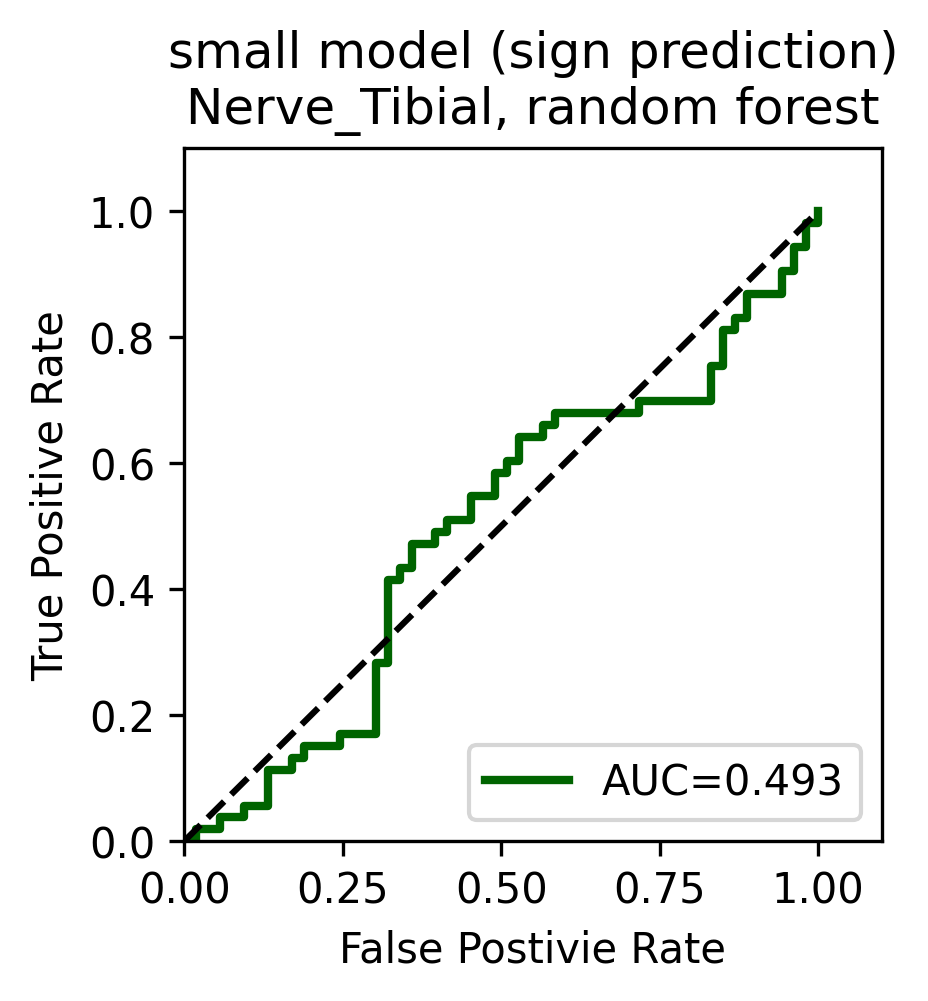 small model (sign prediction)
Nerve_Tibial, random forest
1.0
0.8
0.6
0.4
0.2
0.0
True Positive Rate
AUC=0.493
0.00 0.25 0.50 0.75 1.00
False Postivie Rate